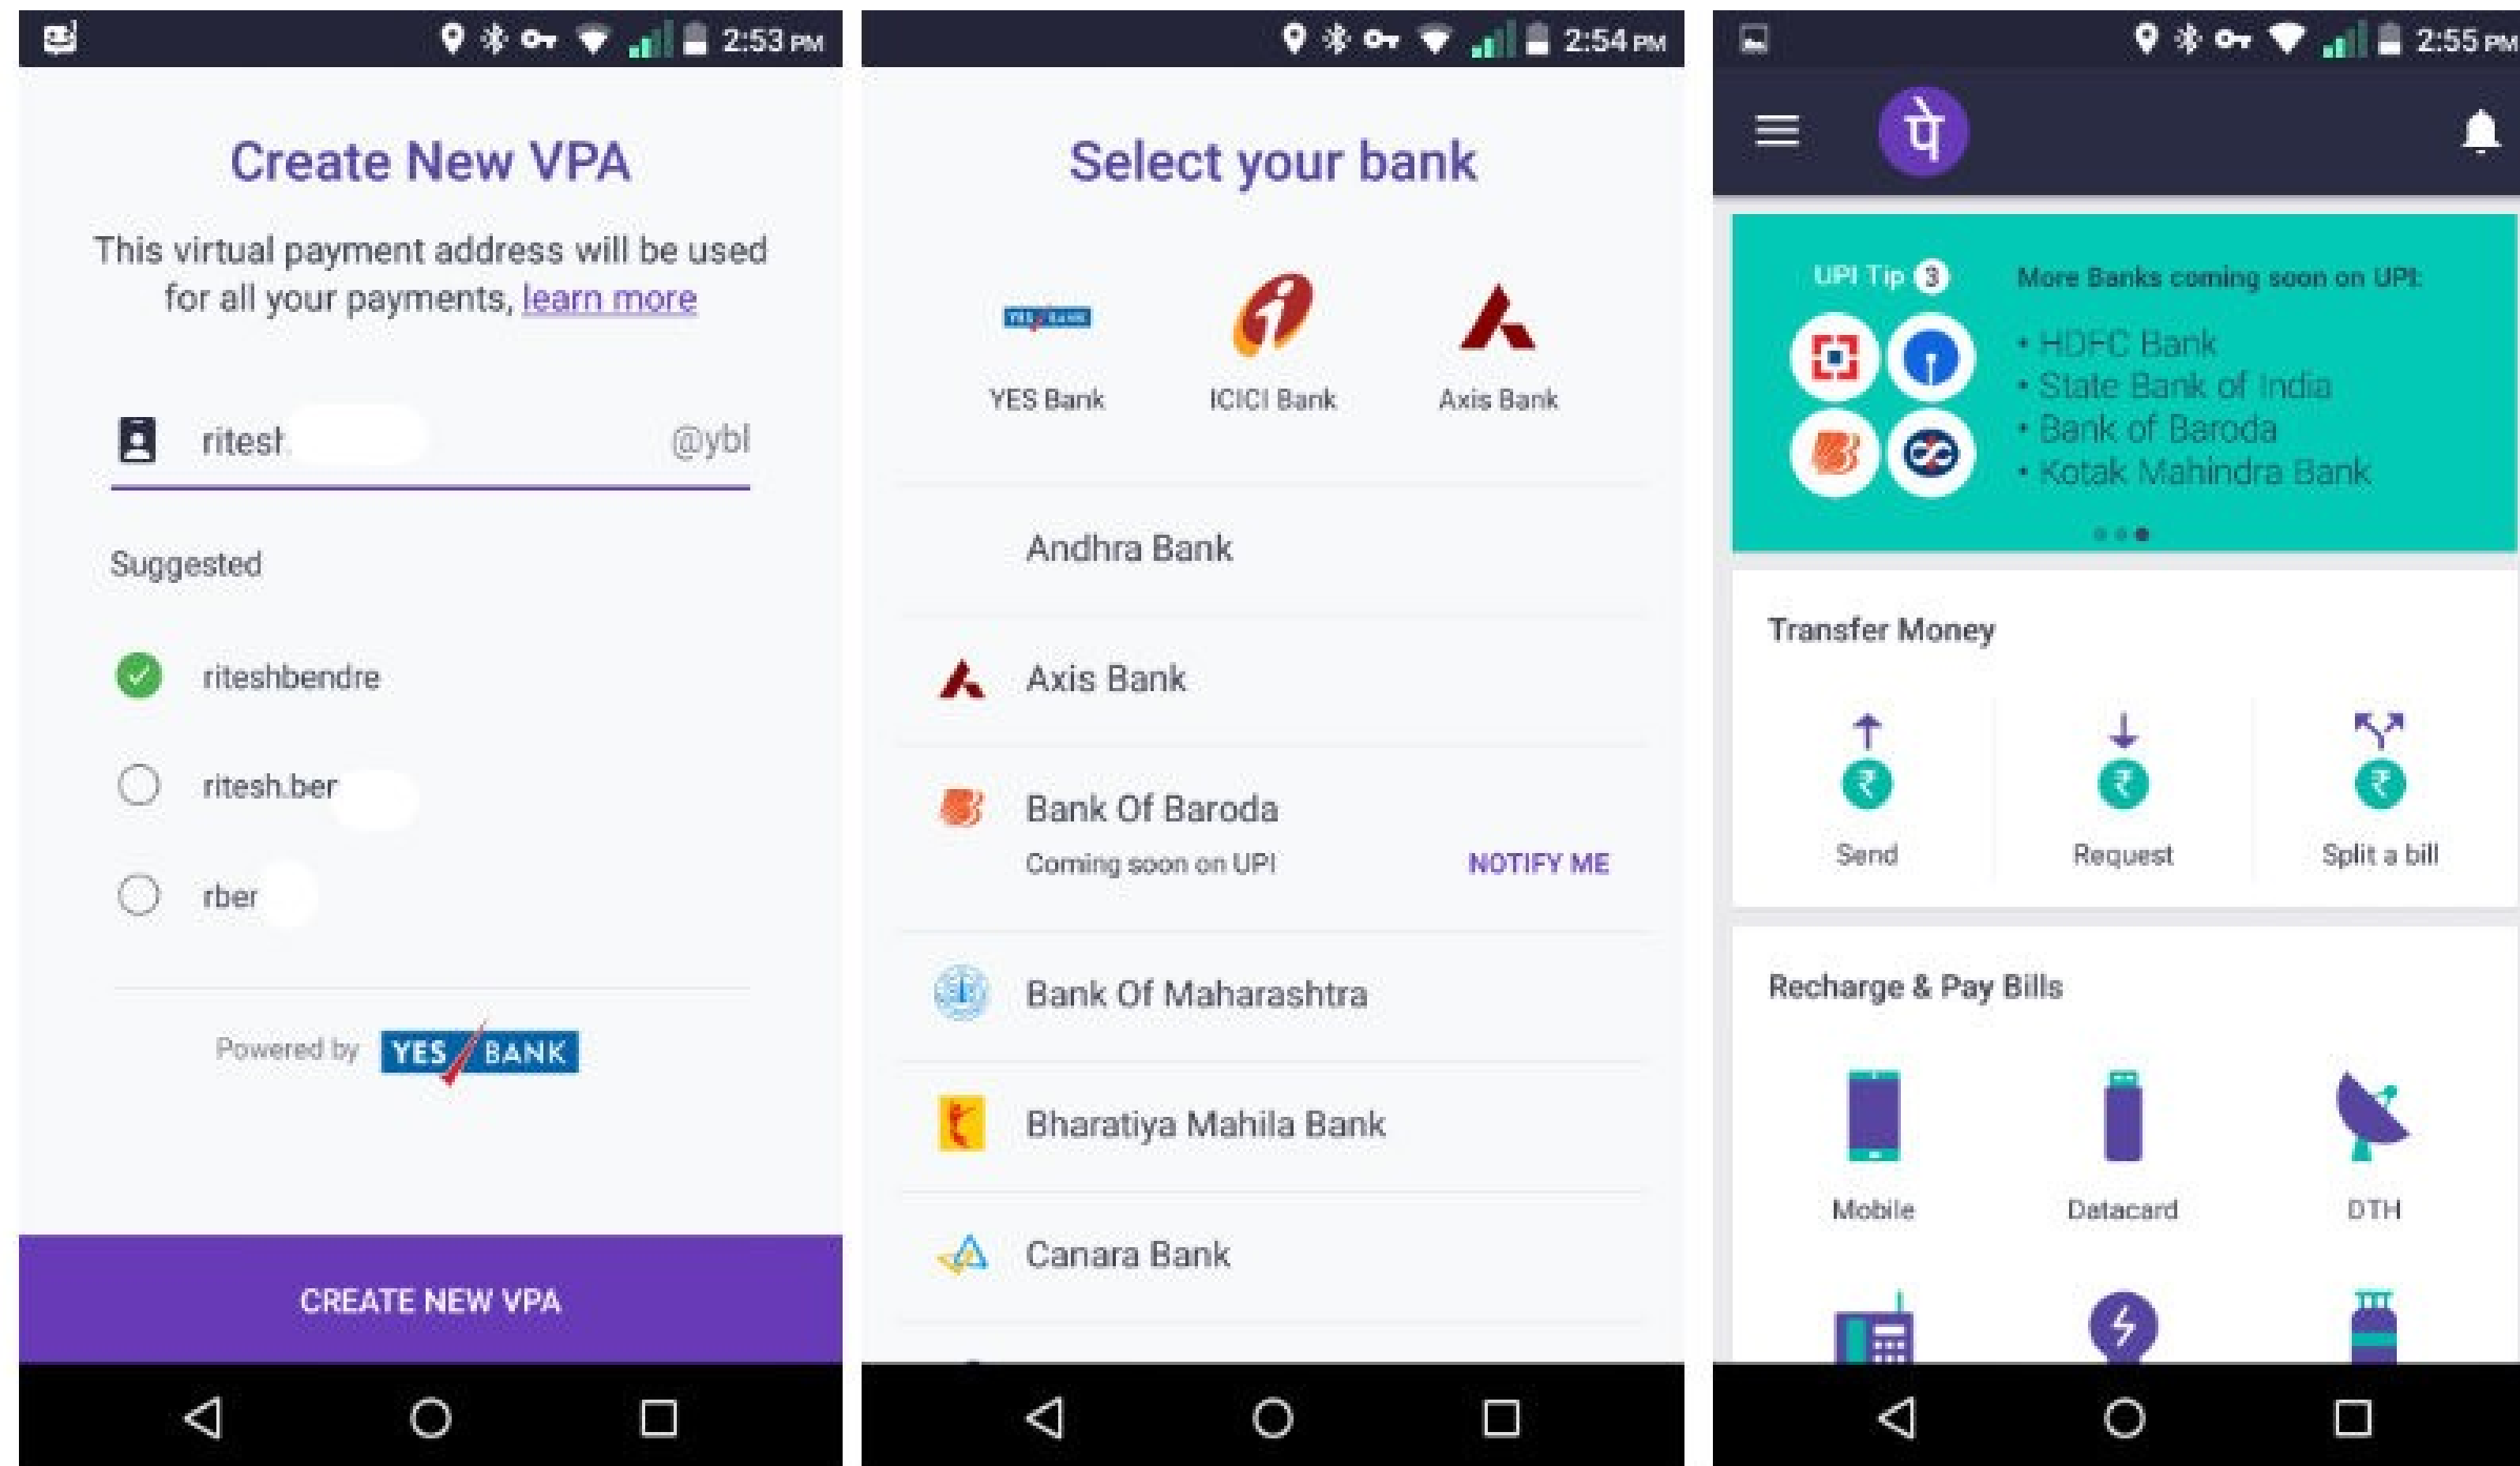 2:53 PM
Create New VPA
This virtual payment address will be used
for all your payments, learn more
@ybl
Suggested
riteshbendre
ritesh.ber
rber
Powered by YES BANK
CREATE NEW VPA
2:54 PM
Select your bank
YES BANK
YES Bank ICICI Bank Axis Bank
Andhra Bank
Axis Bank
Bank Of Baroda
Coming soon on UPI NOTIFY ME
Bank Of Maharashtra
Bharatiya Mahila Bank
Canara Bank
2:55 PM
पे
UPI Tip 3 More Banks coming soon on UPI:
• HDFC Bank
• State Bank of India
• Bank of Baroda
• Kotak Mahindra Bank
Transfer Money
₹ ₹ ₹
Send Request Split a bill
Recharge & Pay Bills
Mobile Datacard DTH